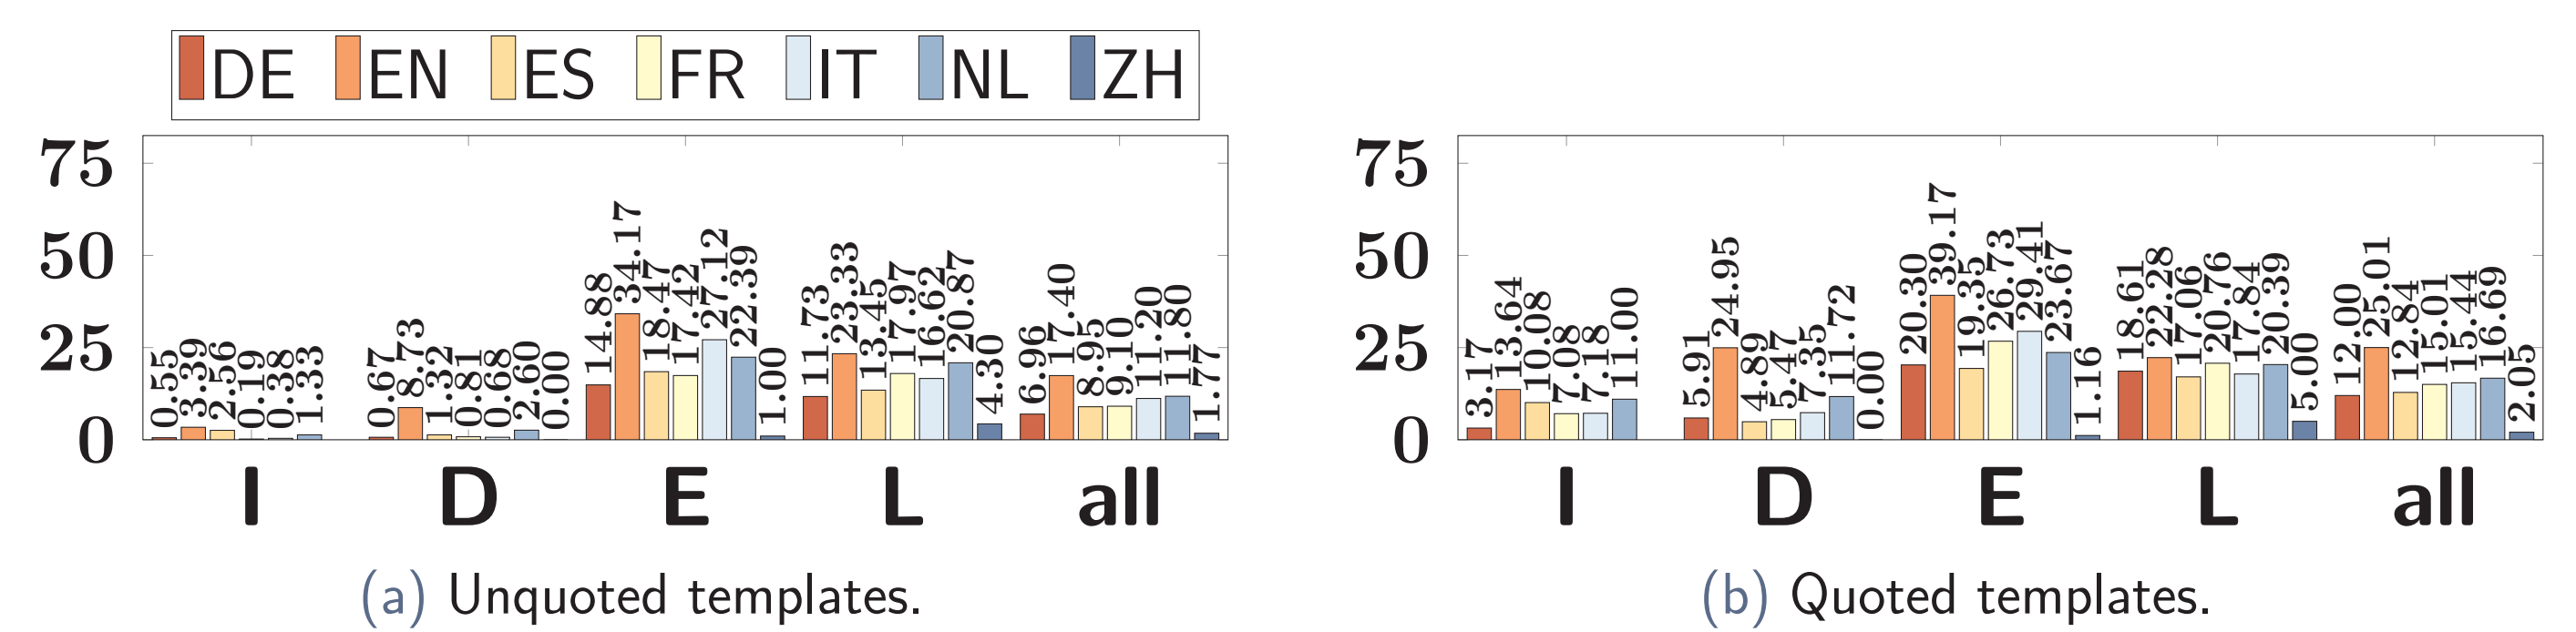 DE EN ES FR IT NL ZH
75
50
25
0
0.55 3.39 2.56 0.19 0.38 1.33
0.67 8.73 1.32 0.81 0.68 2.60 0.00
14.88 34.17 18.47 17.42 27.12 22.39 1.00
11.73 23.33 13.45 17.97 16.62 20.87 4.30
6.96 17.40 8.95 9.10 11.20 11.80 1.77
I D E L all
(a) Unquoted templates.
75
50
25
0
3.17 13.64 10.08 7.08 7.18 11.00
5.91 24.95 4.89 5.47 7.35 11.72 0.00
20.30 39.17 19.35 26.73 29.41 23.67 1.16
18.61 22.28 17.06 20.76 17.84 20.39 5.00
12.00 25.01 12.84 15.01 15.44 16.69 2.05
I D E L all
(b) Quoted templates.